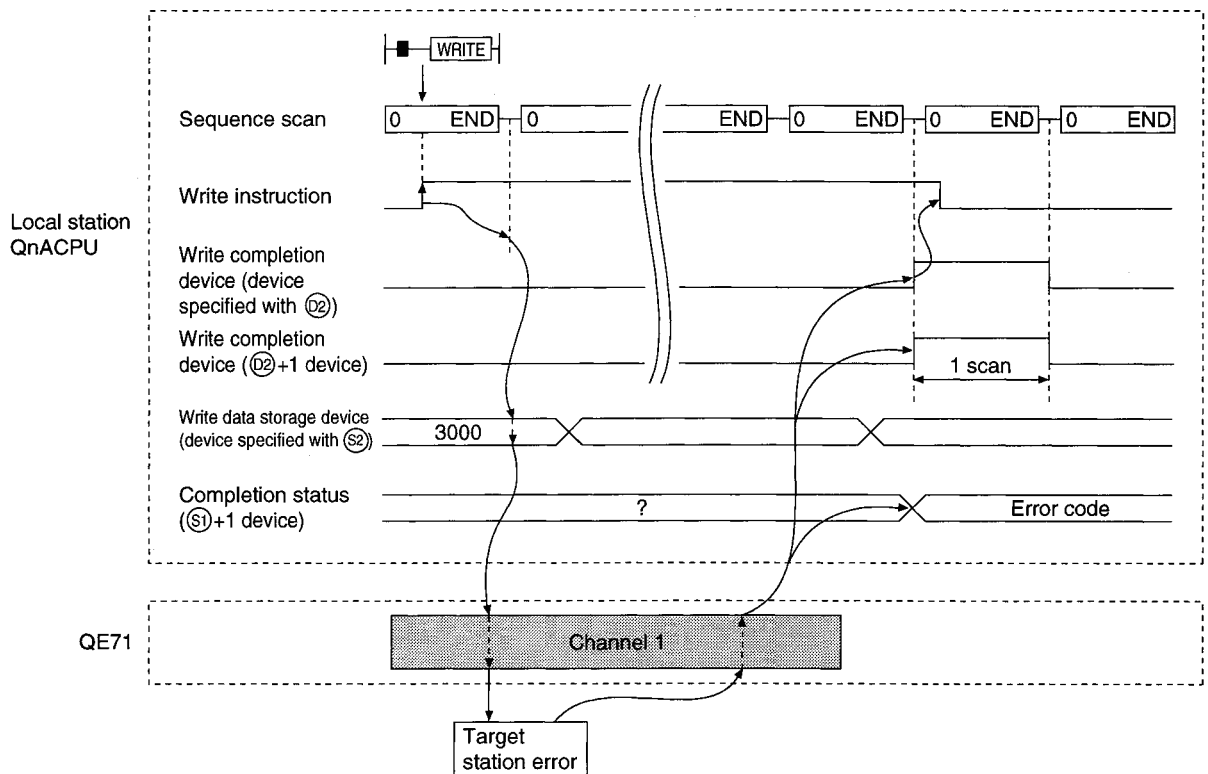 WRITE
Sequence scan
0 END 0 END 0 END 0 END 0 END
Write instruction
Local station
QnACPU
Write completion
device (device
specified with D2)
Write completion
device (D2+1 device)
1 scan
Write data storage device
(device specified with S2)
3000
Completion status
(S1+1 device)
?
Error code
QE71
Channel 1
Target
station error